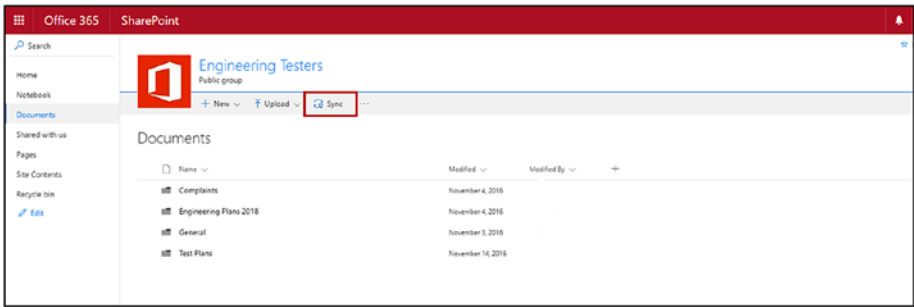 Office 365 SharePoint
Search
Home
Notebook
Documents
Shared with us
Pages
Site Contents
Recycle bin
Edit
Engineering Testers
Public group
New Upload Sync ...
Documents
Name Modified Modified By +
Complaints November 4, 2016
Engineering Plans 2018 November 4, 2016
General November 3, 2016
Test Plans November 14, 2016